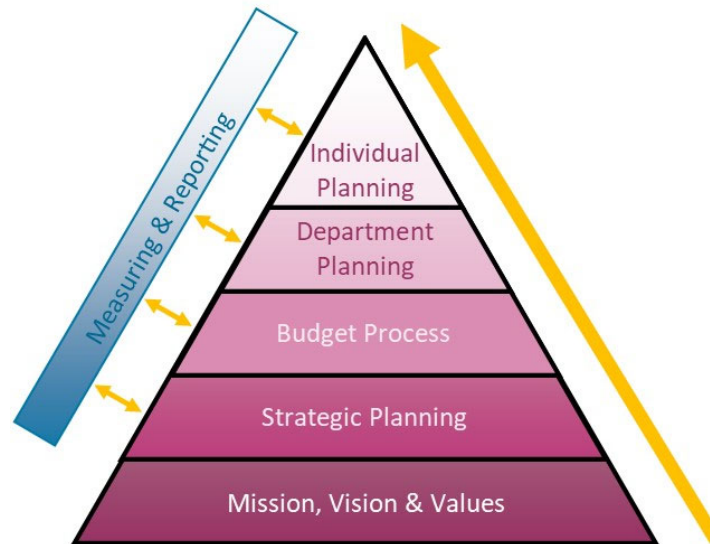 Measuring & Reporting
Individual
Planning
Department
Planning
Budget Process
Strategic Planning
Mission, Vision & Values